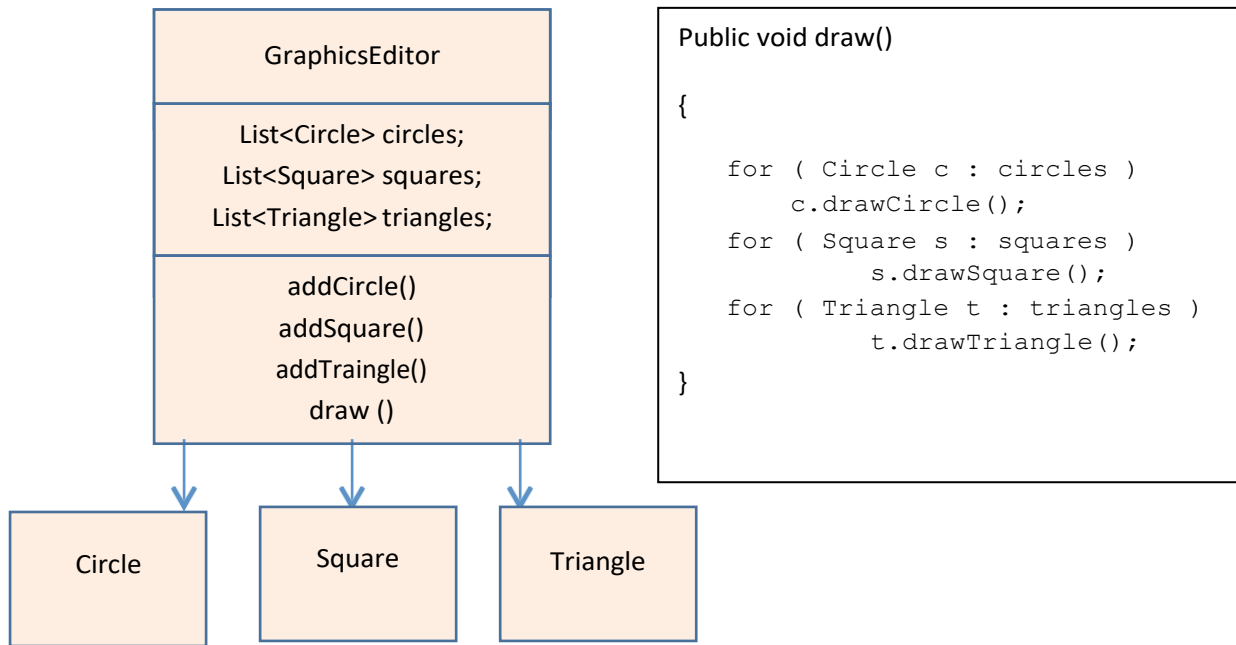 GraphicsEditor
List<Circle> circles;
List<Square> squares;
List<Triangle> triangles;
addCircle()
addSquare()
addTraingle()
draw ()
Circle
Square
Triangle
Public void draw()
{
for ( Circle c : circles )
c.drawCircle();
for ( Square s : squares )
s.drawSquare();
for ( Triangle t : triangles )
t.drawTriangle();
}